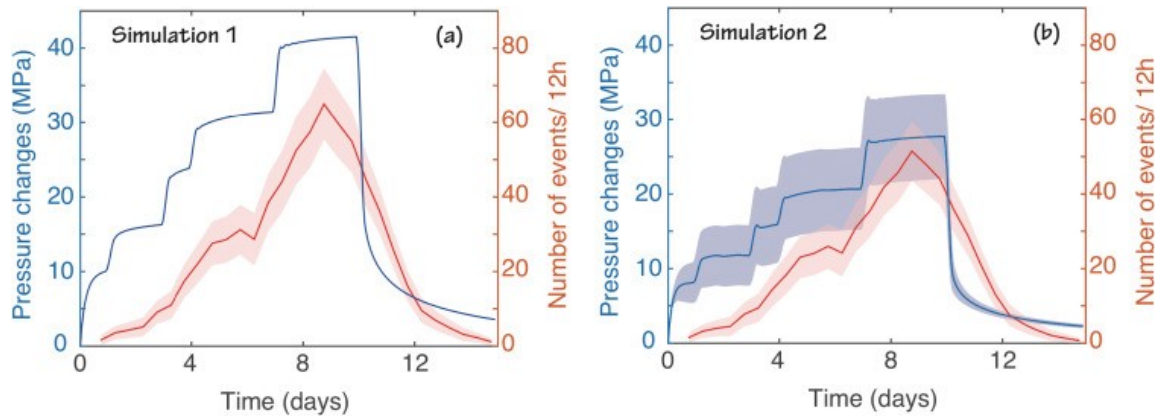 Simulation 1
(a)
Pressure changes (MPa)
40
30
20
10
0
Number of events/ 12h
80
60
40
20
0
0 4 8 12
Time (days)
Simulation 2
(b)
Pressure changes (MPa)
40
30
20
10
0
Number of events/ 12h
80
60
40
20
0
0 4 8 12
Time (days)